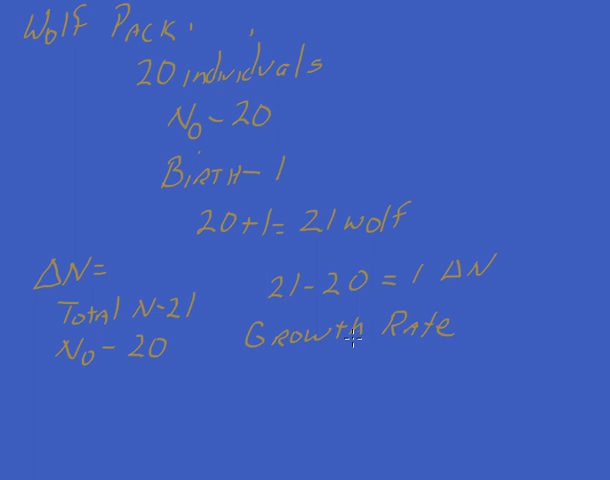 Wolf Pack.
20 individuals
N₀ - 20
Birth - 1
20+1= 21 wolf
ΔN=
21-20 = 1 ΔN
Total N-21
N₀ - 20
Growth Rate